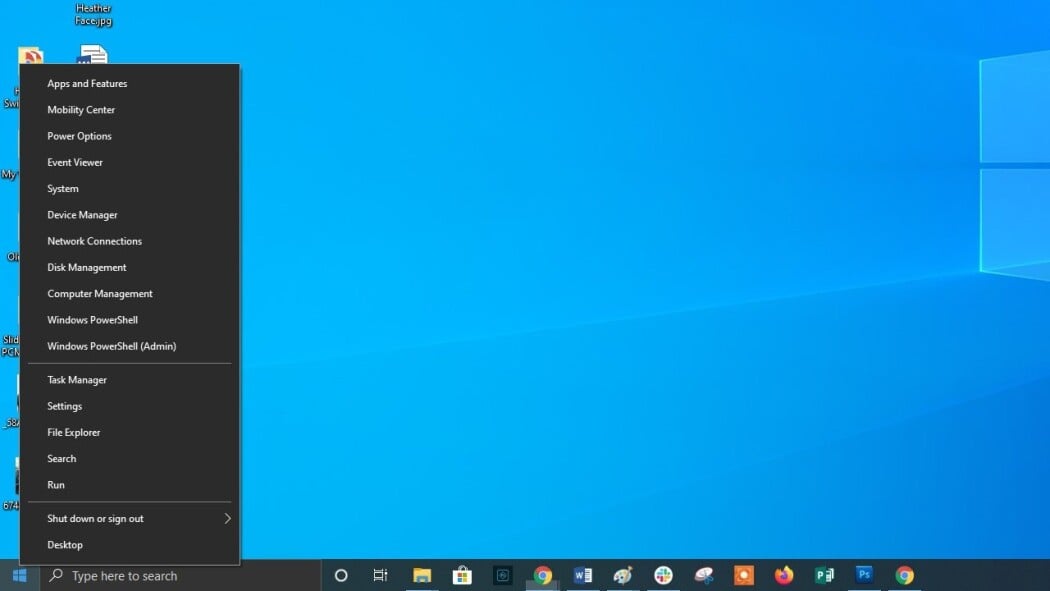 Heather
Face.jpg
Apps and Features
Mobility Center
Power Options
Event Viewer
System
Device Manager
Network Connections
Disk Management
Computer Management
Windows PowerShell
Windows PowerShell (Admin)
Task Manager
Settings
File Explorer
Search
Run
Shut down or sign out
Desktop
My
Type here to search
W
P
Ps